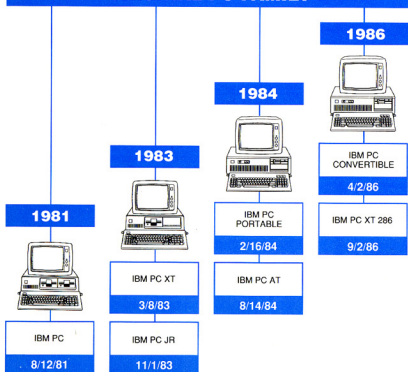 1986
1984
IBM PC
CONVERTIBLE
4/2/86
1983
IBM PC
PORTABLE
IBM PC XT 286
2/16/84
9/2/86
1981
IBM PC XT
IBM PC AT
3/8/83
8/14/84
IBM PC
IBM PC JR
8/12/81
11/1/83